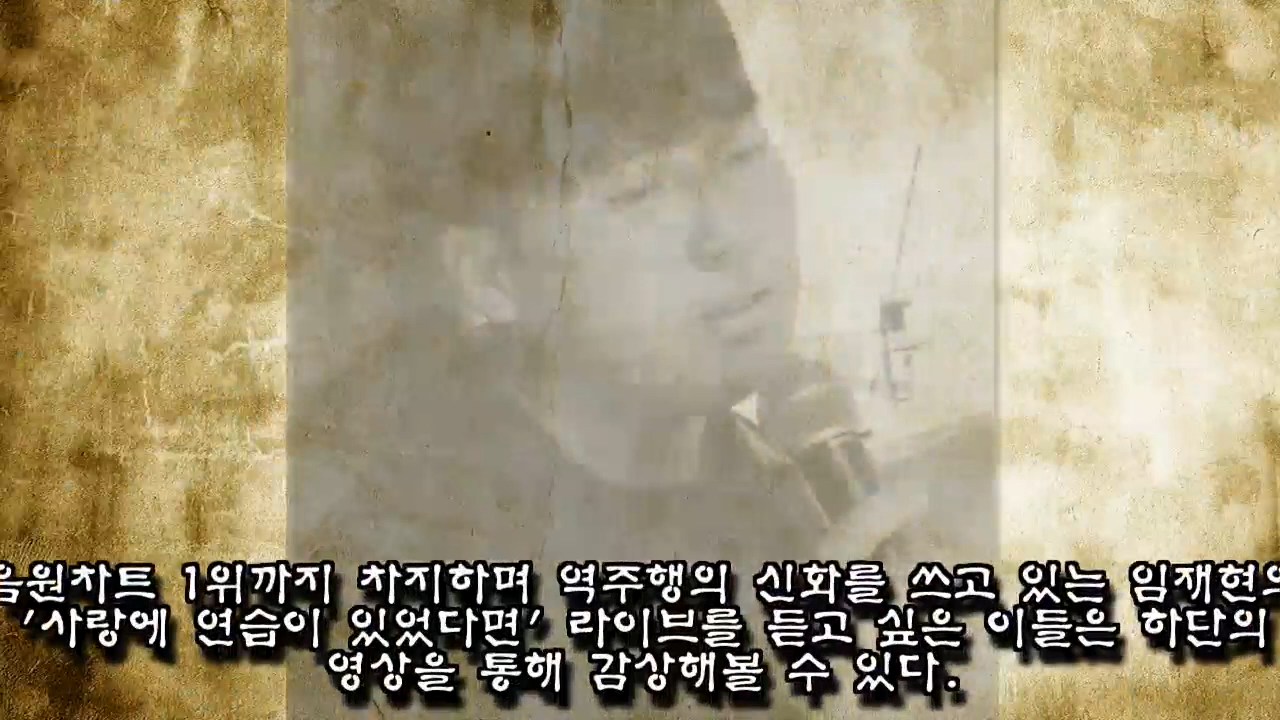 음원차트 1위까지 차지하며 역주행의 신화를 쓰고 있는 임재현의
'사랑에 연습이 있었다면' 라이브를 듣고 싶은 이들은 하단의
영상을 통해 감상해볼 수 있다.